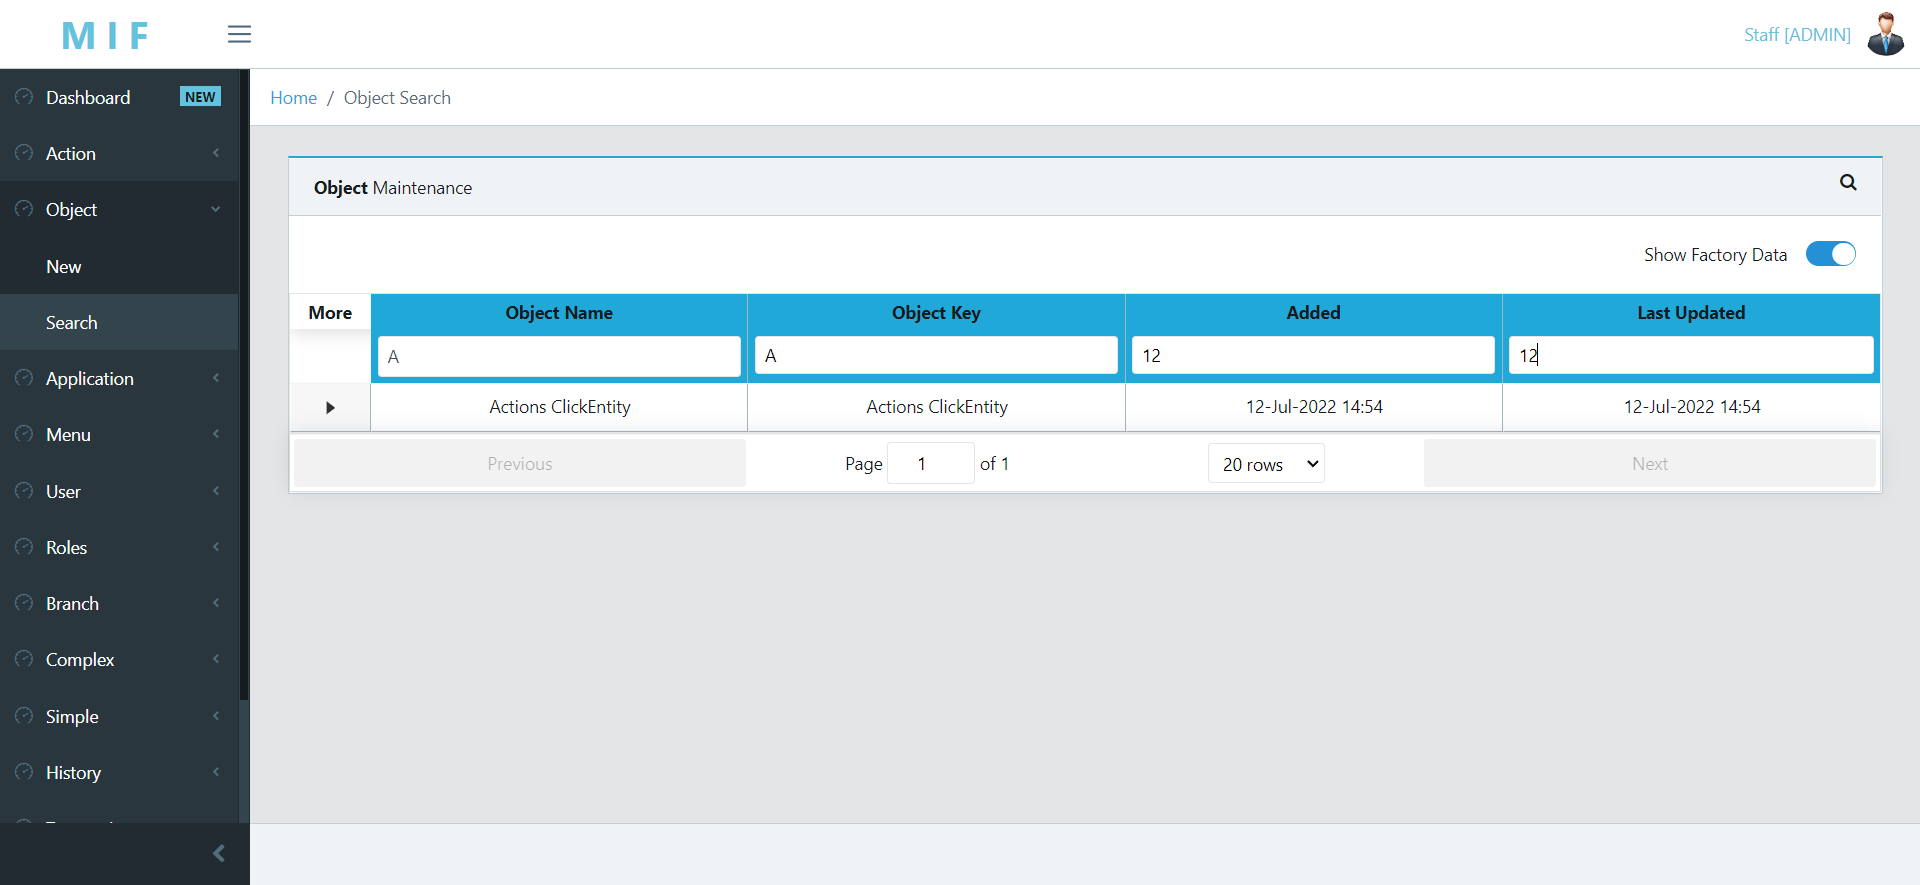 M I F
Staff [ADMIN]
Dashboard NEW
Action
Object
New
Search
Application
Menu
User
Roles
Branch
Complex
Simple
History
Home / Object Search
Object Maintenance
Show Factory Data
More Object Name Object Key Added Last Updated
A A 12 12
Actions ClickEntity Actions ClickEntity 12-Jul-2022 14:54 12-Jul-2022 14:54
Previous Page 1 of 1 20 rows Next